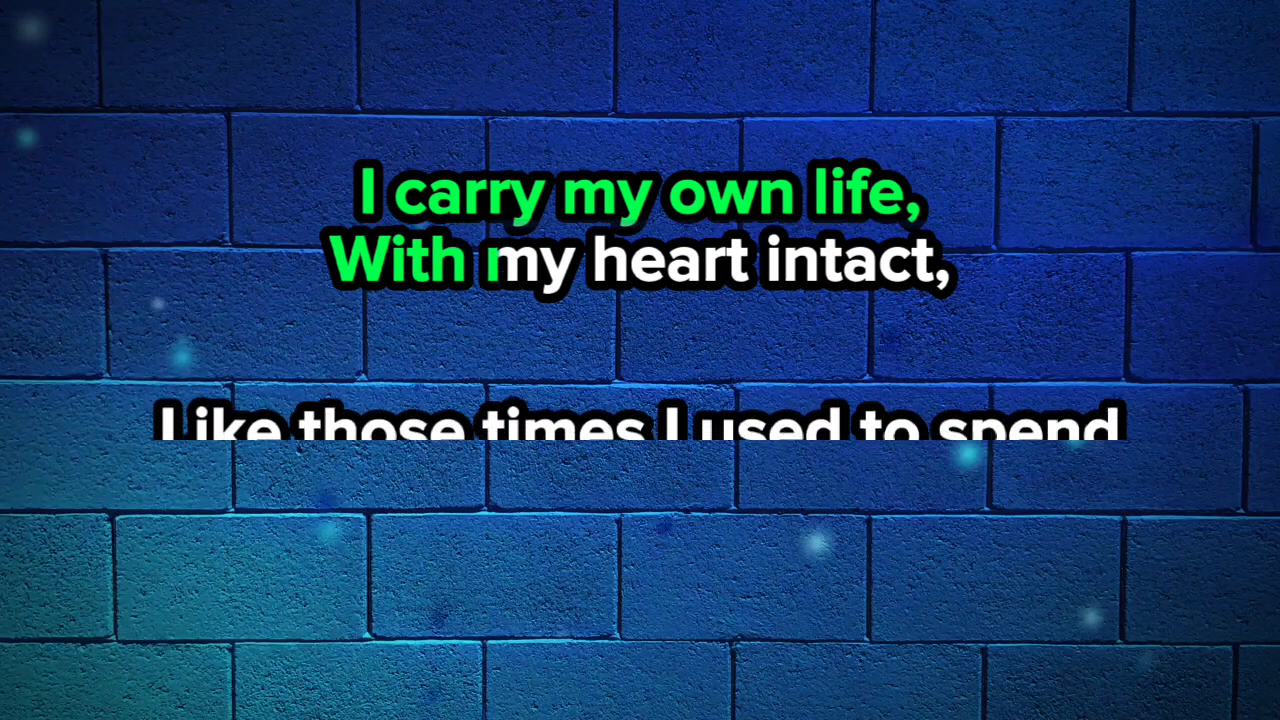 I carry my own life,
With my heart intact,
Like those times I used to spend